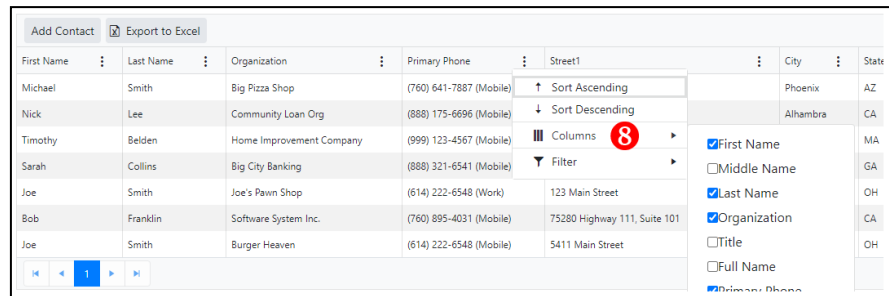 Add Contact Export to Excel
First Name Last Name Organization Primary Phone Street1 City State
Michael Smith Big Pizza Shop (760) 641-7887 (Mobile) Phoenix AZ
Nick Lee Community Loan Org (888) 175-6696 (Mobile) Alhambra CA
Timothy Belden Home Improvement Company (999) 123-4567 (Mobile) MA
Sarah Collins Big City Banking (888) 321-6541 (Mobile) GA
Joe Smith Joe's Pawn Shop (614) 222-6548 (Work) 123 Main Street OH
Bob Franklin Software System Inc. (760) 895-4031 (Mobile) 75280 Highway 111, Suite 101 CA
Joe Smith Burger Heaven (614) 222-6548 (Mobile) 5411 Main Street OH
1
Sort Ascending
Sort Descending
Columns 8
Filter
First Name
Middle Name
Last Name
Organization
Title
Full Name
Primary Phone